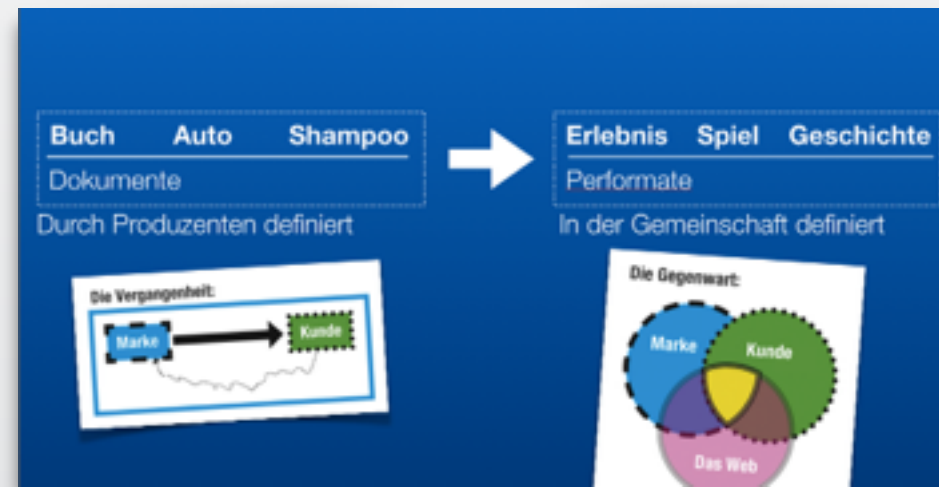 Buch Auto Shampoo
Dokumente
Durch Produzenten definiert
Erlebnis Spiel Geschichte
Performate
In der Gemeinschaft definiert
Die Vergangenheit:
Marke
Kunde
Die Gegenwart:
Marke
Kunde
Das Web